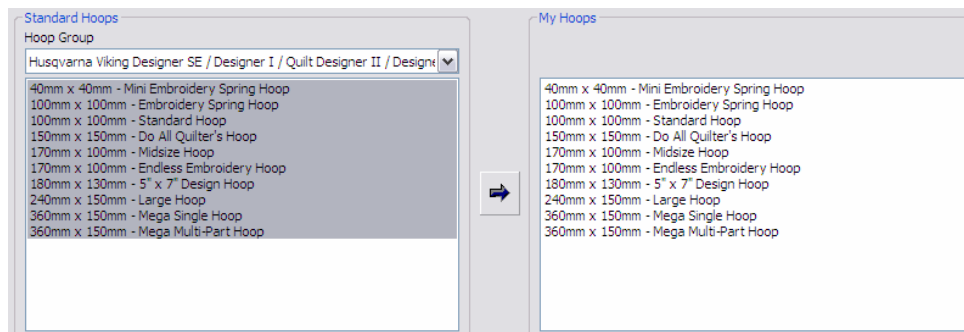 Standard Hoops
Hoop Group
Husqvarna Viking Designer SE / Designer I / Quilt Designer II / Designe
40mm x 40mm - Mini Embroidery Spring Hoop
100mm x 100mm - Embroidery Spring Hoop
100mm x 100mm - Standard Hoop
150mm x 150mm - Do All Quilter's Hoop
170mm x 100mm - Midsize Hoop
170mm x 100mm - Endless Embroidery Hoop
180mm x 130mm - 5" x 7" Design Hoop
240mm x 150mm - Large Hoop
360mm x 150mm - Mega Single Hoop
360mm x 150mm - Mega Multi-Part Hoop
My Hoops
40mm x 40mm - Mini Embroidery Spring Hoop
100mm x 100mm - Embroidery Spring Hoop
100mm x 100mm - Standard Hoop
150mm x 150mm - Do All Quilter's Hoop
170mm x 100mm - Midsize Hoop
170mm x 100mm - Endless Embroidery Hoop
180mm x 130mm - 5" x 7" Design Hoop
240mm x 150mm - Large Hoop
360mm x 150mm - Mega Single Hoop
360mm x 150mm - Mega Multi-Part Hoop